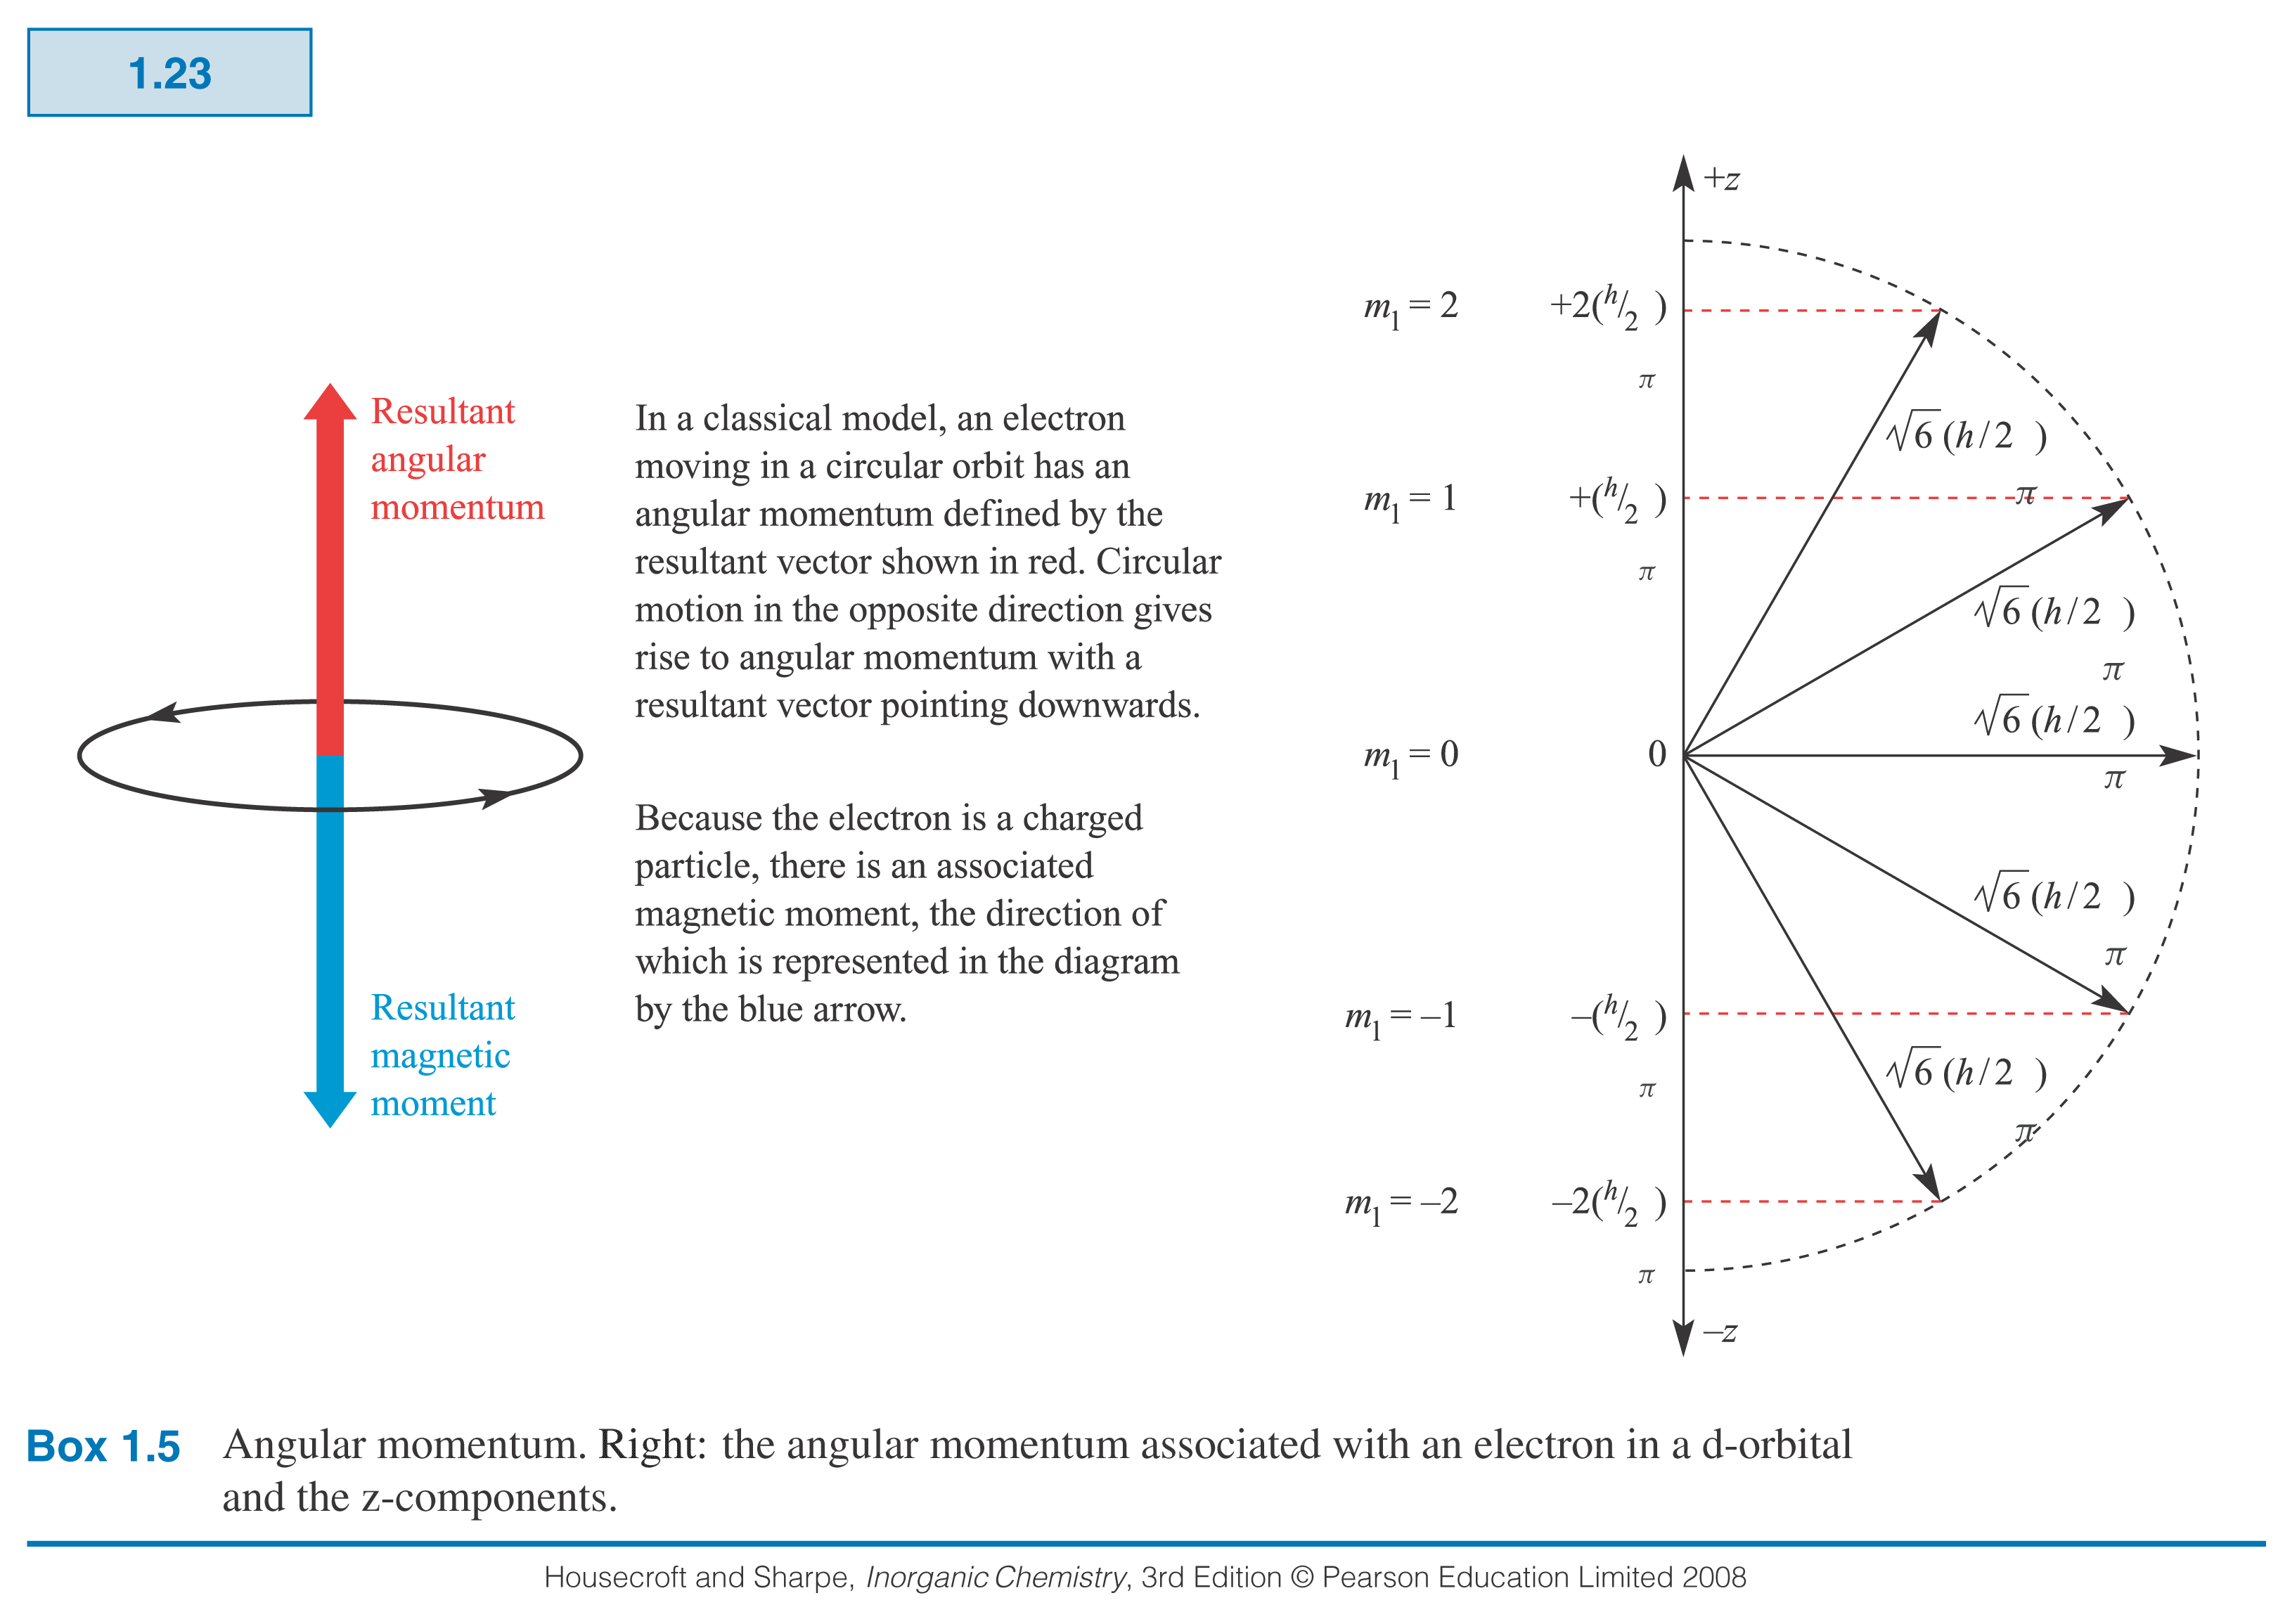 1.23
Resultant
angular
momentum
Resultant
magnetic
moment
In a classical model, an electron
moving in a circular orbit has an
angular momentum defined by the
resultant vector shown in red. Circular
motion in the opposite direction gives
rise to angular momentum with a
resultant vector pointing downwards.
Because the electron is a charged
particle, there is an associated
magnetic moment, the direction of
which is represented in the diagram
by the blue arrow.
+z
ml = 2 +2(h/2 )
π
√6 (h/2 )
π
ml = 1 +(h/2 )
π
√6 (h/2 )
π
√6 (h/2 )
π
ml = 0 0
√6 (h/2 )
π
ml = –1 –(h/2 )
π
√6 (h/2 )
π
ml = –2 –2(h/2 )
π
–z
Box 1.5 Angular momentum. Right: the angular momentum associated with an electron in a d-orbital
and the z-components.
Housecroft and Sharpe, Inorganic Chemistry, 3rd Edition © Pearson Education Limited 2008